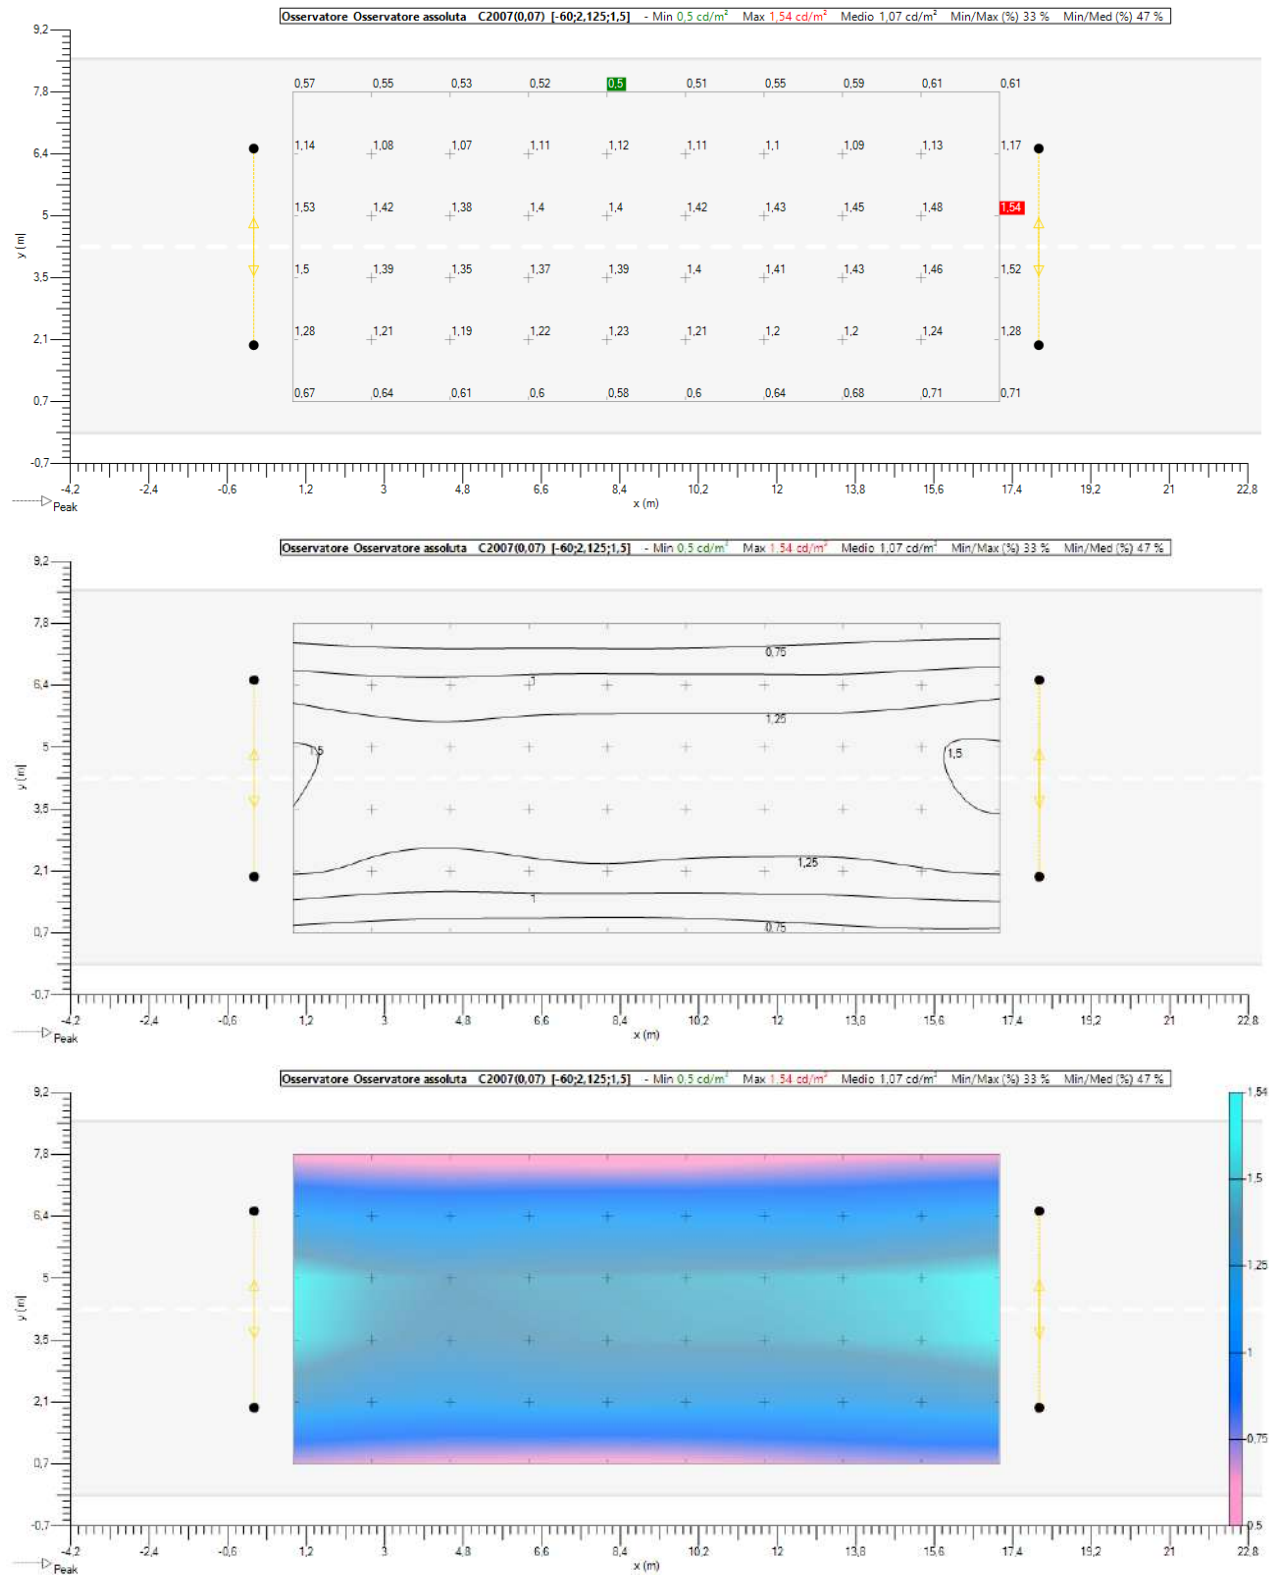 Osservatore Osservatore assoluta C2007(0,07) [-60;2,125;1,5] - Min 0,5 cd/m² Max 1,54 cd/m² Medio 1,07 cd/m² Min/Max (%) 33 % Min/Med (%) 47 %
9,2
0,57 0,55 0,53 0,52 0,5 0,51 0,55 0,59 0,61 0,61
7,8
1,14 1,08 1,07 1,11 1,12 1,11 1,1 1,09 1,13 1,17
6,4
1,53 1,42 1,38 1,4 1,4 1,42 1,43 1,45 1,48 1,54
5
y (m)
1,5 1,39 1,35 1,37 1,39 1,4 1,41 1,43 1,46 1,52
3,5
1,28 1,21 1,19 1,22 1,23 1,21 1,2 1,2 1,24 1,28
2,1
0,67 0,64 0,61 0,6 0,58 0,6 0,64 0,68 0,71 0,71
0,7
-0,7
-4,2 -2,4 -0,6 1,2 3 4,8 6,6 8,4 10,2 12 13,8 15,6 17,4 19,2 21 22,8
Peak x (m)
Osservatore Osservatore assoluta C2007(0,07) [-60;2,125;1,5] - Min 0,5 cd/m² Max 1,54 cd/m² Medio 1,07 cd/m² Min/Max (%) 33 % Min/Med (%) 47 %
9,2
7,8
0,75
6,4 1
1,25
5 1,5 1,5
y (m)
3,5
2,1 1,25
1
0,7 0,75
-0,7
-4,2 -2,4 -0,6 1,2 3 4,8 6,6 8,4 10,2 12 13,8 15,6 17,4 19,2 21 22,8
Peak x (m)
Osservatore Osservatore assoluta C2007(0,07) [-60;2,125;1,5] - Min 0,5 cd/m² Max 1,54 cd/m² Medio 1,07 cd/m² Min/Max (%) 33 % Min/Med (%) 47 %
9,2 1,54
7,8
1,5
6,4
1,25
5
y (m)
3,5 1
2,1
0,75
0,7
-0,7 0,5
-4,2 -2,4 -0,6 1,2 3 4,8 6,6 8,4 10,2 12 13,8 15,6 17,4 19,2 21 22,8
Peak x (m)